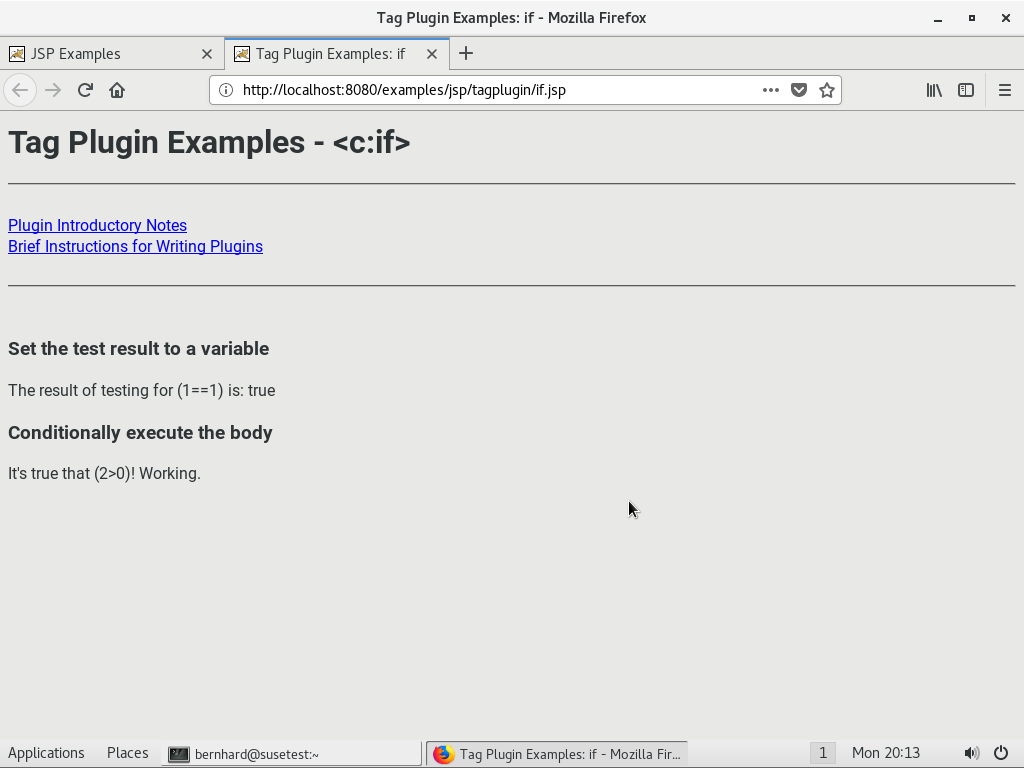 Tag Plugin Examples: if - Mozilla Firefox
JSP Examples
Tag Plugin Examples: if
http://localhost:8080/examples/jsp/tagplugin/if.jsp
Tag Plugin Examples - <c:if>
Plugin Introductory Notes
Brief Instructions for Writing Plugins
Set the test result to a variable
The result of testing for (1==1) is: true
Conditionally execute the body
It's true that (2>0)! Working.
Applications Places bernhard@susetest:~ Tag Plugin Examples: if - Mozilla Fir... 1 Mon 20:13